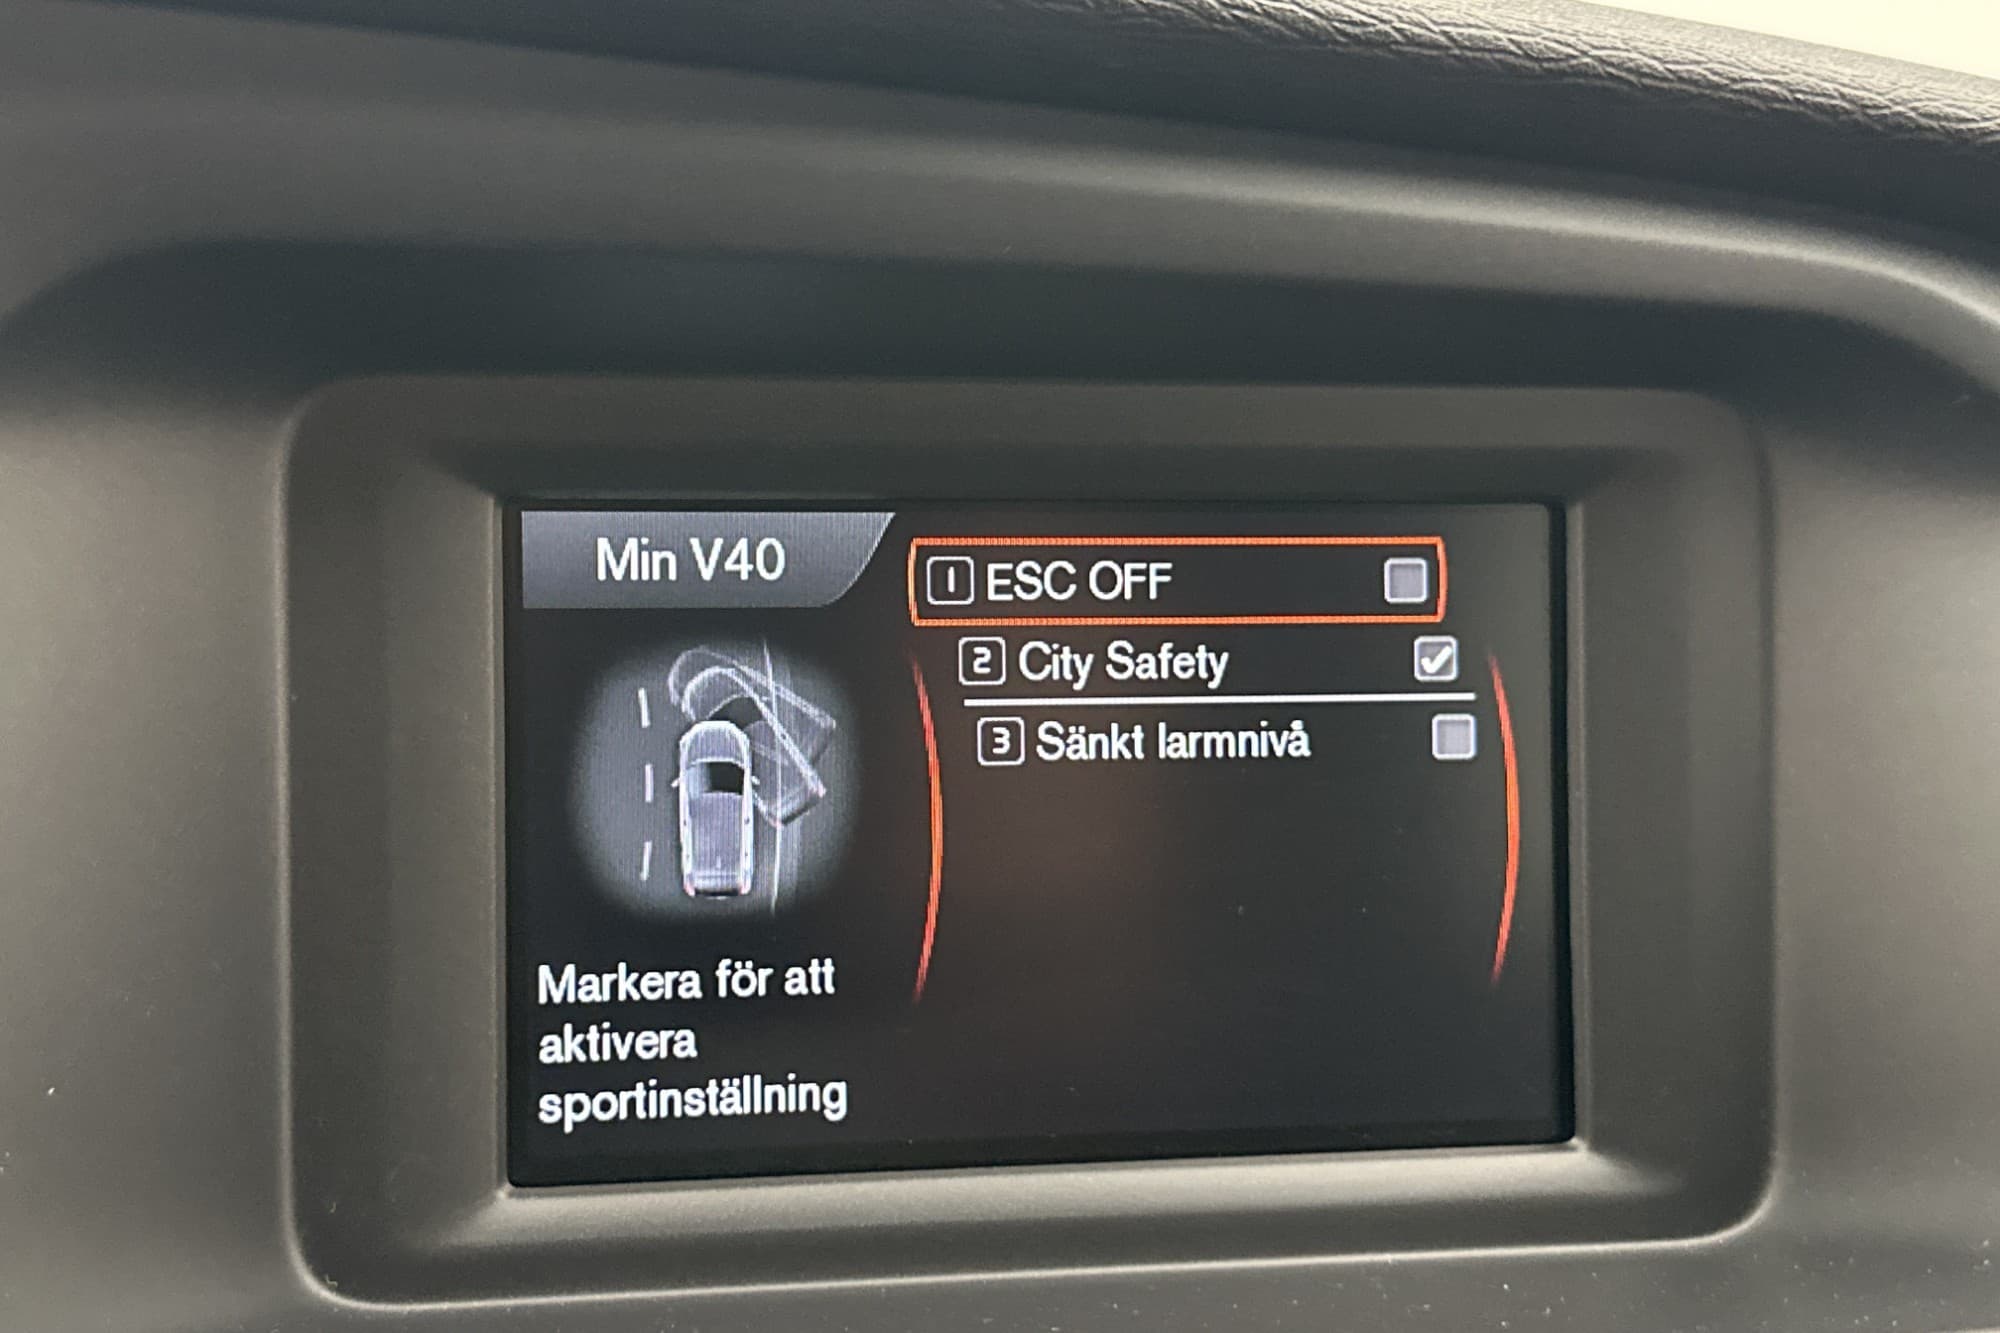 Min V40
1 ESC OFF
2 City Safety
3 Sänkt larmnivå
Markera för att
aktivera
sportinställning